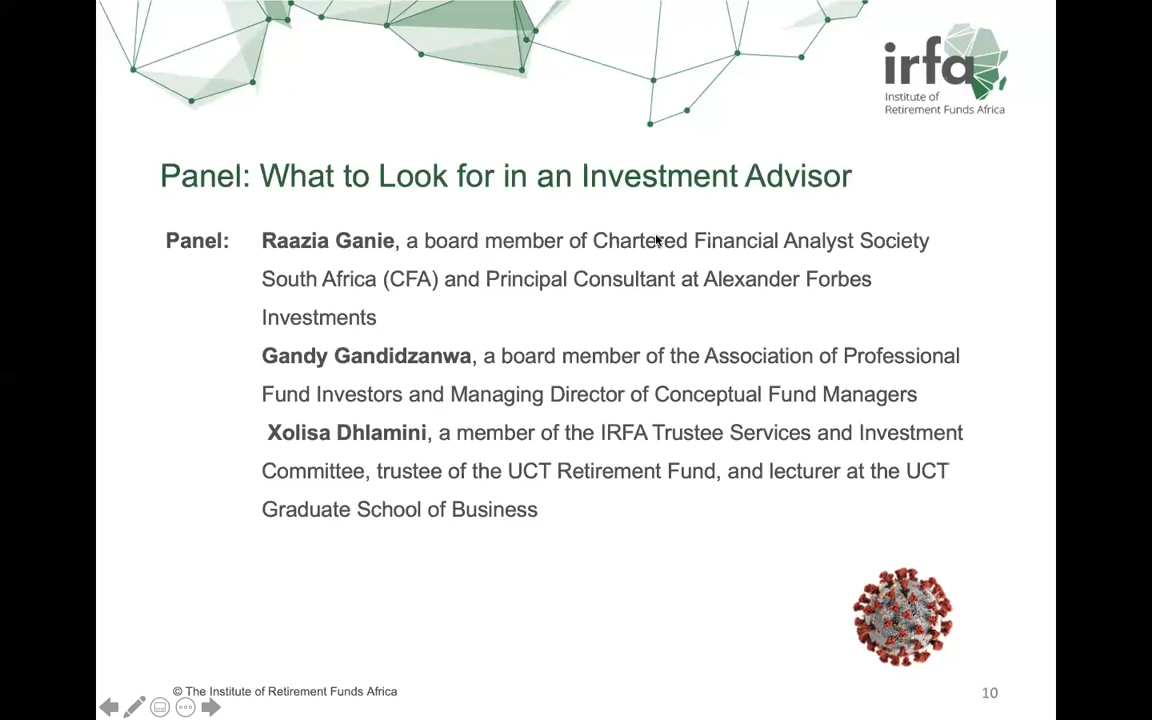 irfa
Institute of
Retirement Funds Africa
Panel: What to Look for in an Investment Advisor
Panel: Raazia Ganie, a board member of Chartered Financial Analyst Society
South Africa (CFA) and Principal Consultant at Alexander Forbes
Investments
Gandy Gandidzanwa, a board member of the Association of Professional
Fund Investors and Managing Director of Conceptual Fund Managers
Xolisa Dhlamini, a member of the IRFA Trustee Services and Investment
Committee, trustee of the UCT Retirement Fund, and lecturer at the UCT
Graduate School of Business
© The Institute of Retirement Funds Africa
10